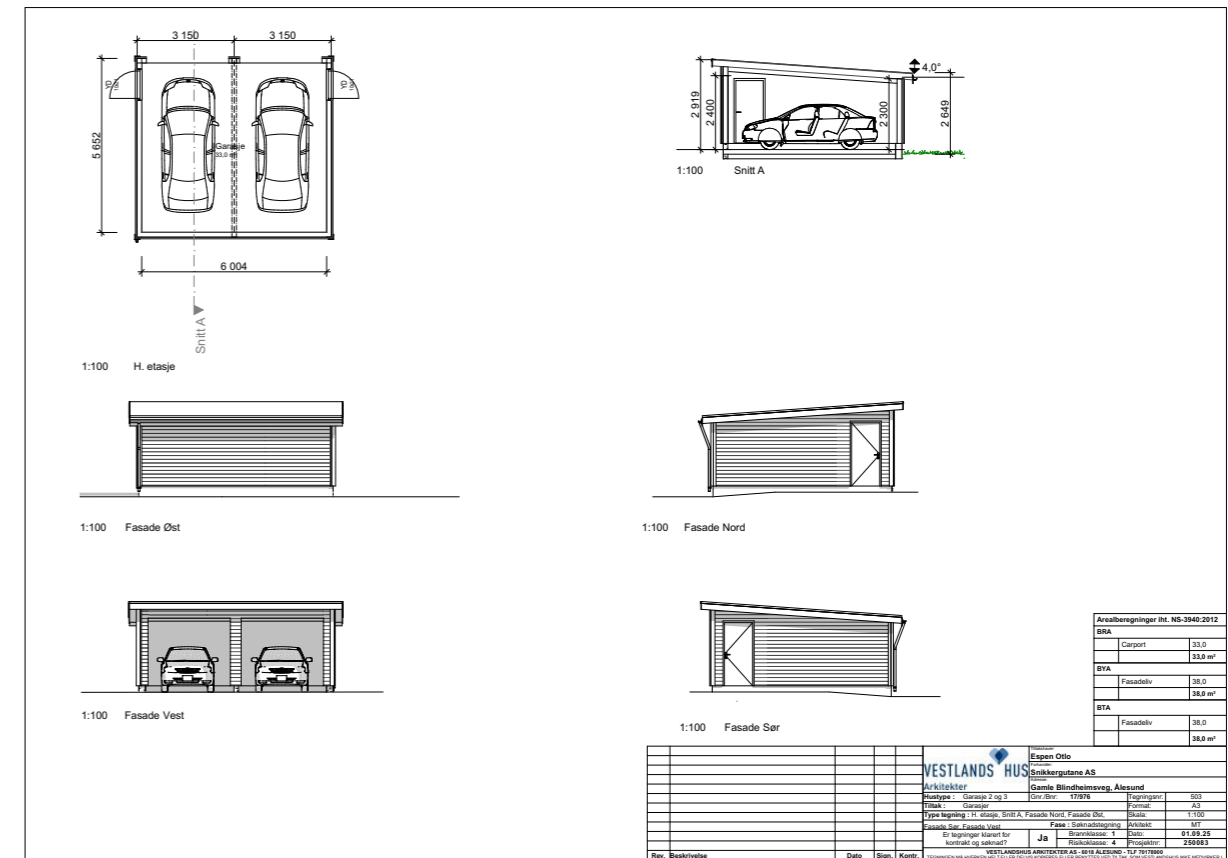 3 150 3 150
5 652
YD
YD
Garasje
33,0 m²
6 004
Snitt A
1:100 H. etasje
4,0°
2 919
2 400
2 300
2 649
1:100 Snitt A
1:100 Fasade Øst
1:100 Fasade Nord
1:100 Fasade Vest
1:100 Fasade Sør
Arealberegninger iht. NS-3940:2012
BRA
Carport 33,0
33,0 m²
BYA
Fasadeliv 38,0
38,0 m²
BTA
Fasadeliv 38,0
38,0 m²
VESTLANDS HUS
Arkitekter
Tiltakshaver:
Espen Otlo
Forhandler:
Snikkergutane AS
Adresse:
Gamle Blindheimsveg, Ålesund
Hustype : Garasje 2 og 3 Gnr./Bnr: 17/976 Tegningsnr: 503
Tiltak : Garasjer Format: A3
Type tegning : H. etasje, Snitt A, Fasade Nord, Fasade Øst, Skala: 1:100
Fasade Sør, Fasade Vest Fase : Søknadstegning Arkitekt: MT
Er tegninger klarert for kontrakt og søknad? Ja Brannklasse: 1 Dato: 01.09.25
Risikoklasse: 4 Prosjektnr: 250083
VESTLANDSHUS ARKITEKTER AS - 6018 ÅLESUND - TLF 70178800
Rev. Beskrivelse Dato Sign. Kontr.